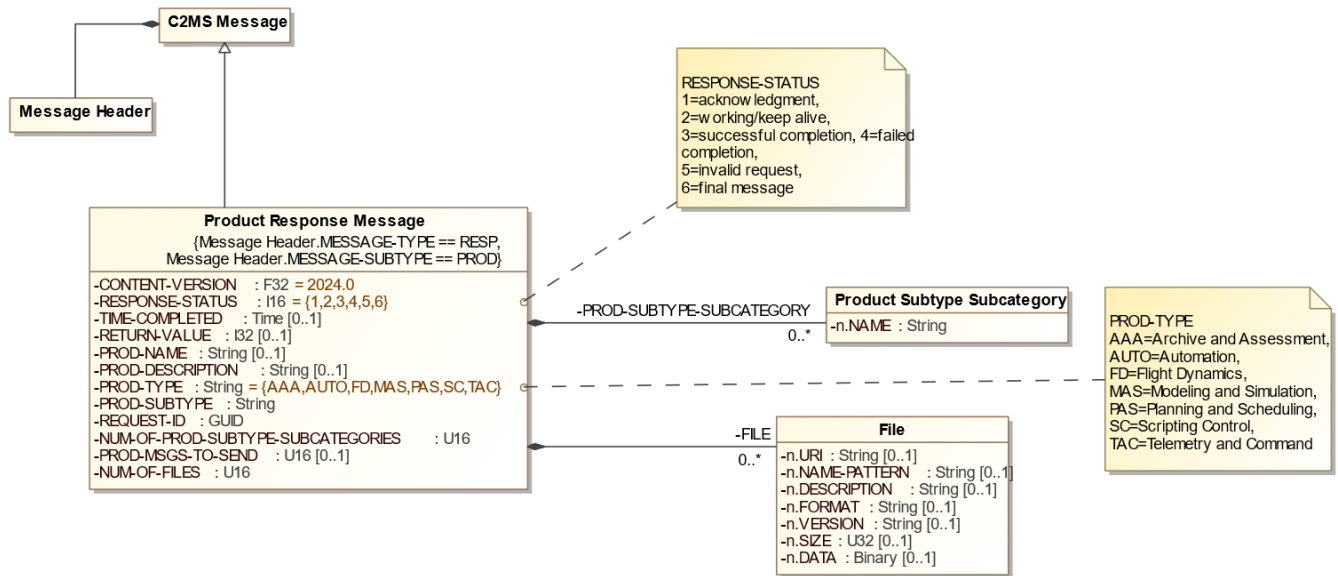 C2MS Message
Message Header
RESPONSE-STATUS
1=acknowledgment,
2=working/keep alive,
3=successful completion, 4=failed
completion,
5=invalid request,
6=final message
Product Response Message
{Message Header.MESSAGE-TYPE == RESP,
Message Header.MESSAGE-SUBTYPE == PROD}
-CONTENT-VERSION : F32 = 2024.0
-RESPONSE-STATUS : I16 = {1,2,3,4,5,6}
-TIME-COMPLETED : Time [0..1]
-RETURN-VALUE : I32 [0..1]
-PROD-NAME : String [0..1]
-PROD-DESCRIPTION : String [0..1]
-PROD-TYPE : String = {AAA,AUTO,FD,MAS,PAS,SC,TAC}
-PROD-SUBTYPE : String
-REQUEST-ID : GUID
-NUM-OF-PROD-SUBTYPE-SUBCATEGORIES : U16
-PROD-MSGS-TO-SEND : U16 [0..1]
-NUM-OF-FILES : U16
-PROD-SUBTYPE-SUBCATEGORY
0..*
Product Subtype Subcategory
-n.NAME : String
PROD-TYPE
AAA=Archive and Assessment,
AUTO=Automation,
FD=Flight Dynamics,
MAS=Modeling and Simulation,
PAS=Planning and Scheduling,
SC=Scripting Control,
TAC=Telemetry and Command
-FILE
0..*
File
-n.URI : String [0..1]
-n.NAME-PATTERN : String [0..1]
-n.DESCRIPTION : String [0..1]
-n.FORMAT : String [0..1]
-n.VERSION : String [0..1]
-n.SIZE : U32 [0..1]
-n.DATA : Binary [0..1]